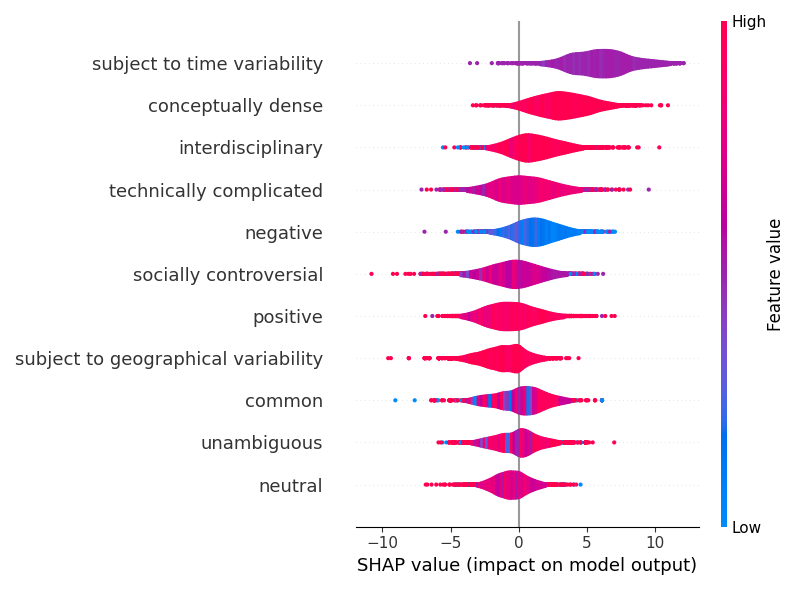 High
subject to time variability
conceptually dense
interdisciplinary
technically complicated
negative
socially controversial
positive
subject to geographical variability
common
unambiguous
neutral
Feature value
Low
−10 −5 0 5 10
SHAP value (impact on model output)